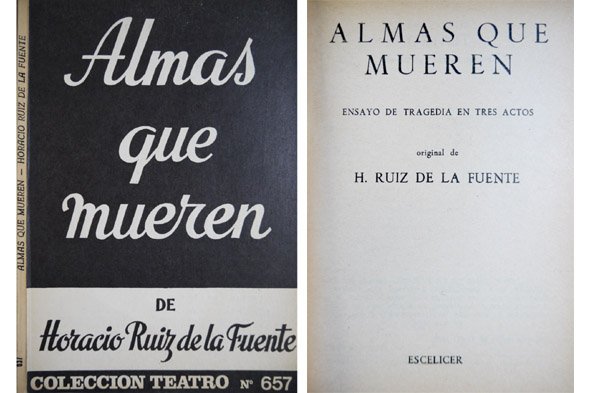 ALMAS QUE MUEREN – HORACIO RUIZ DE LA FUENTE
657
Almas
que
mueren
DE
Horacio Ruiz de la Fuente
COLECCION TEATRO Nº 657
ALMAS QUE
MUEREN
ENSAYO DE TRAGEDIA EN TRES ACTOS
original de
H. RUIZ DE LA FUENTE
ESCELICER